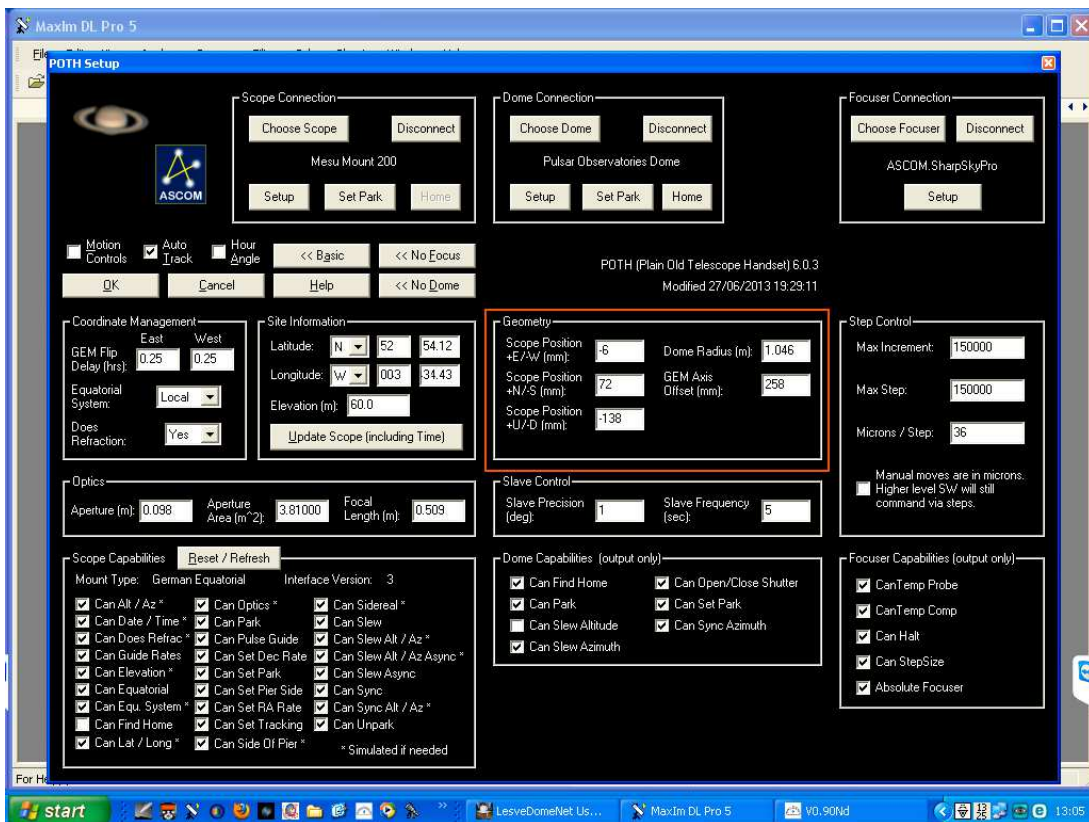 MaxIm DL Pro 5
POTH Setup
Scope Connection
Choose Scope Disconnect
Mesu Mount 200
Setup Set Park Home
Dome Connection
Choose Dome Disconnect
Pulsar Observatories Dome
Setup Set Park Home
Focuser Connection
Choose Focuser Disconnect
ASCOM.SharpSkyPro
Setup
ASCOM
Motion Controls Auto Track Hour Angle << Basic << No Focus
OK Cancel Help << No Dome
POTH (Plain Old Telescope Handset) 6.0.3
Modified 27/06/2013 19:29:11
Coordinate Management
East West
GEM Flip Delay (hrs): 0.25 0.25
Equatorial System: Local
Does Refraction: Yes
Site Information
Latitude: N 52 54.12
Longitude: W 003 34.43
Elevation (m): 60.0
Update Scope (including Time)
Geometry
Scope Position +E/-W (mm): -6 Dome Radius (m): 1.046
Scope Position +N/-S (mm): 72 GEM Axis Offset (mm): 258
Scope Position +U/-D (mm): -138
Step Control
Max Increment: 150000
Max Step: 150000
Microns / Step: 36
Manual moves are in microns.
Higher level SW will still
command via steps.
Optics
Aperture (m): 0.098 Aperture Area (m^2): 3.81000 Focal Length (m): 0.509
Slave Control
Slave Precision (deg): 1 Slave Frequency (sec): 5
Scope Capabilities Reset / Refresh
Mount Type: German Equatorial Interface Version: 3
Can Alt / Az * Can Optics * Can Sidereal *
Can Date / Time * Can Park Can Slew
Can Does Refrac * Can Pulse Guide Can Slew Alt / Az *
Can Guide Rates Can Set Dec Rate Can Slew Alt / Az Async *
Can Elevation * Can Set Park Can Slew Async
Can Equatorial Can Set Pier Side Can Sync
Can Equ. System * Can Set RA Rate Can Sync Alt / Az *
Can Find Home Can Set Tracking Can Unpark
Can Lat / Long * Can Side Of Pier * * Simulated if needed
Dome Capabilities (output only)
Can Find Home Can Open/Close Shutter
Can Park Can Set Park
Can Slew Altitude Can Sync Azimuth
Can Slew Azimuth
Focuser Capabilities (output only)
CanTemp Probe
CanTemp Comp
Can Halt
Can StepSize
Absolute Focuser
For
start LesveDomeNet Us... MaxIm DL Pro 5 V0.90Nd 13:05